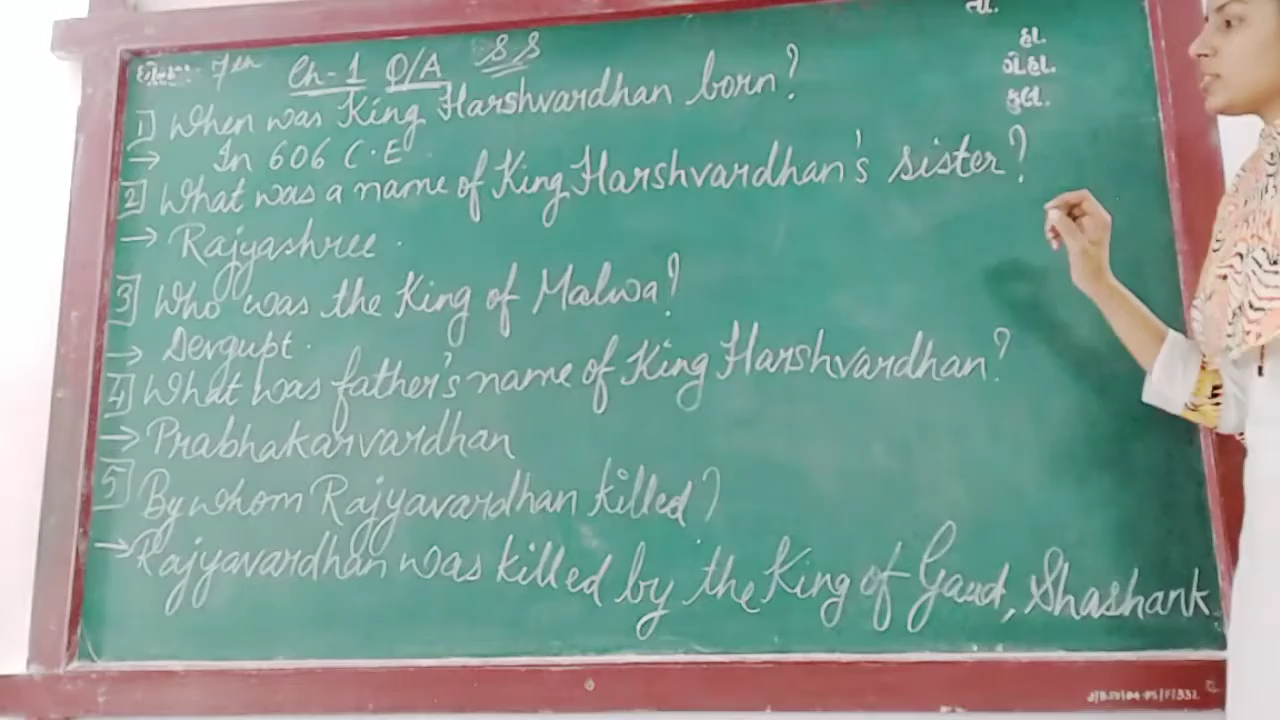 7th Ch-1 Q/A S S
1] When was King Harshvardhan born?
→ In 606 C.E
2] What was a name of King Harshvardhan's sister?
→ Rajyashree.
3] Who was the King of Malwa?
→ Devgupt.
4] What was father's name of King Harshvardhan?
→ Prabhakarvardhan
5] By whom Rajyavardhan killed?
→ Rajyavardhan was killed by the King of Gaud, Shashank
તા.
હા.
ગે.હા.
કુલ.